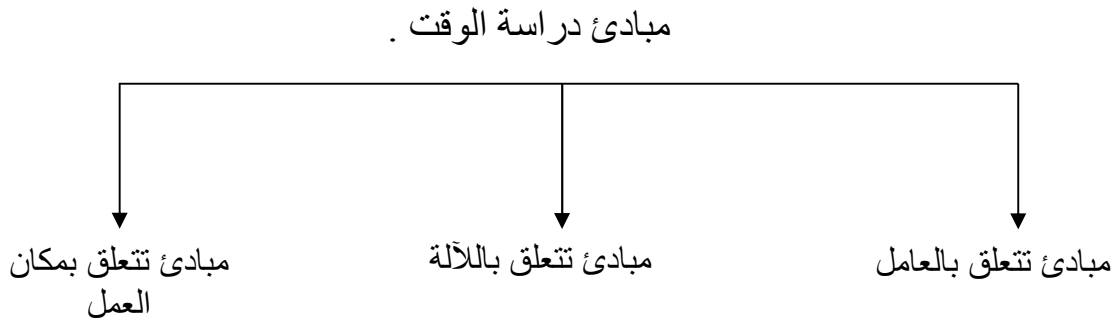 مبادئ دراسة الوقت .
مبادئ تتعلق بالعامل
مبادئ تتعلق باللآلة
مبادئ تتعلق بمكان
العمل